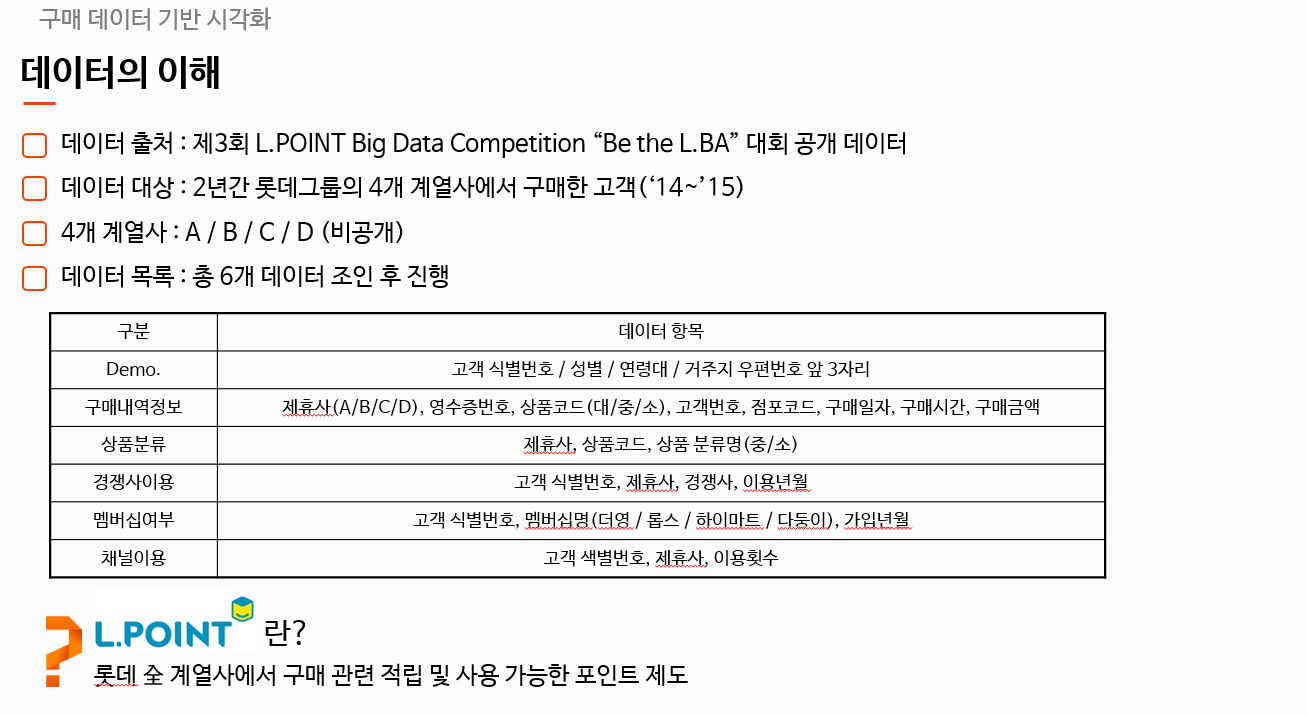 구매 데이터 기반 시각화
데이터의 이해
데이터 출처 : 제3회 L.POINT Big Data Competition “Be the L.BA” 대회 공개 데이터
데이터 대상 : 2년간 롯데그룹의 4개 계열사에서 구매한 고객(‘14~’15)
4개 계열사 : A / B / C / D (비공개)
데이터 목록 : 총 6개 데이터 조인 후 진행
구분 데이터 항목
Demo. 고객 식별번호 / 성별 / 연령대 / 거주지 우편번호 앞 3자리
구매내역정보 제휴사(A/B/C/D), 영수증번호, 상품코드(대/중/소), 고객번호, 점포코드, 구매일자, 구매시간, 구매금액
상품분류 제휴사, 상품코드, 상품 분류명(중/소)
경쟁사이용 고객 식별번호, 제휴사, 경쟁사, 이용년월
멤버십여부 고객 식별번호, 멤버십명(더영 / 롭스 / 하이마트 / 다둥이), 가입년월
채널이용 고객 색별번호, 제휴사, 이용횟수
? L.POINT 란?
롯데 全 계열사에서 구매 관련 적립 및 사용 가능한 포인트 제도